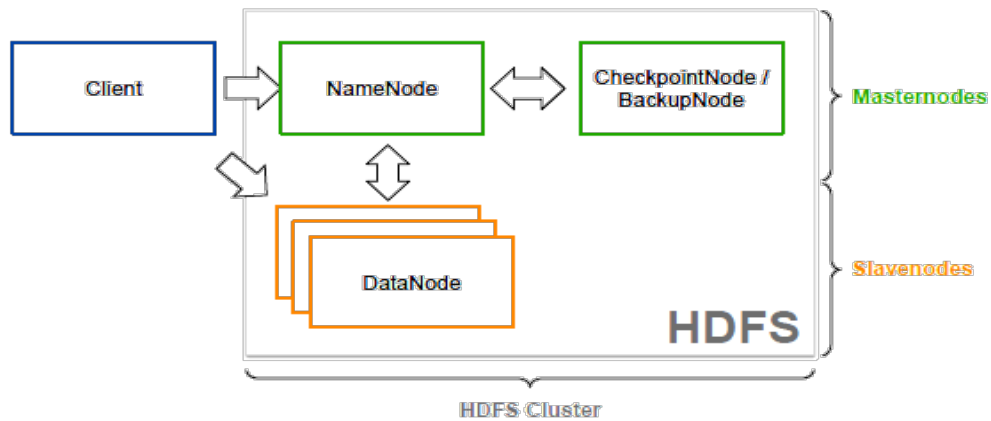 Client
NameNode
CheckpointNode /
BackupNode
Masternodes
DataNode
Slavenodes
HDFS
HDFS Cluster